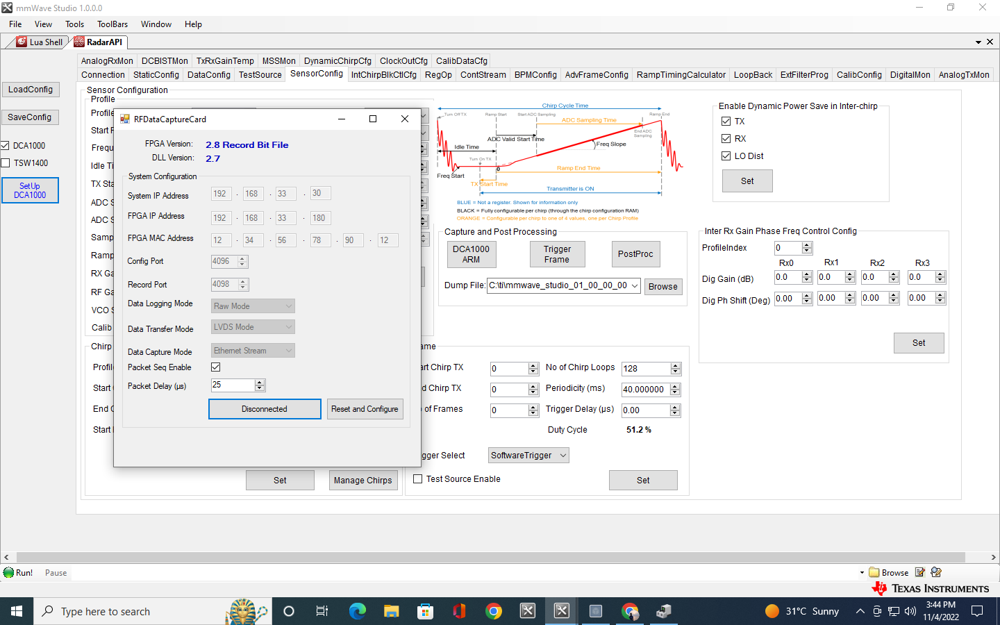 mmWave Studio 1.0.0.0
File View Tools ToolBars Window Help
Lua Shell RadarAPI
AnalogRxMon DCBISTMon TxRxGainTemp MSSMon DynamicChirpCfg ClockOutCfg CalibDataCfg
Connection StaticConfig DataConfig TestSource SensorConfig IntChirpBlkCtlCfg RegOp ContStream BPMConfig AdvFrameConfig RampTimingCalculator LoopBack ExtFilterProg CalibConfig DigitalMon AnalogTxMon
LoadConfig
SaveConfig
DCA1000
TSW1400
SetUp
DCA1000
Sensor Configuration
Profile
Profile
Start F
Frequ
Idle Ti
TX Sta
ADC S
ADC S
Samp
Ramp
RX Ga
RF Ga
VCO S
Calib
Chirp
Profile
Start C
End C
Start F
Set Manage Chirps
RFDataCaptureCard
FPGA Version: 2.8 Record Bit File
DLL Version: 2.7
System Configuration
System IP Address 192 . 168 . 33 . 30
FPGA IP Address 192 . 168 . 33 . 180
FPGA MAC Address 12 . 34 . 56 . 78 . 90 . 12
Config Port 4096
Record Port 4098
Data Logging Mode Raw Mode
Data Transfer Mode LVDS Mode
Data Capture Mode Ethernet Stream
Packet Seq Enable
Packet Delay (µs) 25
Disconnected Reset and Configure
Chirp Cycle Time
Turn Off TX Ramp Start Start ADC Sampling Ramp End
ADC Sampling Time
End ADC
Sampling
ADC Valid Start Time
Freq Slope
Idle Time
Turn On TX
0
Ramp End Time
Freq Start
TX Start Time
Transmitter is ON
BLUE = Not a register. Shown for information only
BLACK = Fully configurable per chirp (through the chirp configuration RAM)
ORANGE = Configurable per chirp to one of 4 values, one per Chirp Profile
Capture and Post Processing
DCA1000
ARM
Trigger
Frame
PostProc
Dump File: C:\ti\mmwave_studio_01_00_00_00 Browse
ame
art Chirp TX 0 No of Chirp Loops 128
d Chirp TX 0 Periodicity (ms) 40.000000
o of Frames 0 Trigger Delay (µs) 0.00
Duty Cycle 51.2 %
gger Select SoftwareTrigger
Test Source Enable Set
Enable Dynamic Power Save in Inter-chirp
TX
RX
LO Dist
Set
Inter Rx Gain Phase Freq Control Config
ProfileIndex 0
Rx0 Rx1 Rx2 Rx3
Dig Gain (dB) 0.0 0.0 0.0 0.0
Dig Ph Shift (Deg) 0.00 0.00 0.00 0.00
Set
Run! Pause Browse
TEXAS INSTRUMENTS
Type here to search
31°C Sunny
3:44 PM
11/4/2022